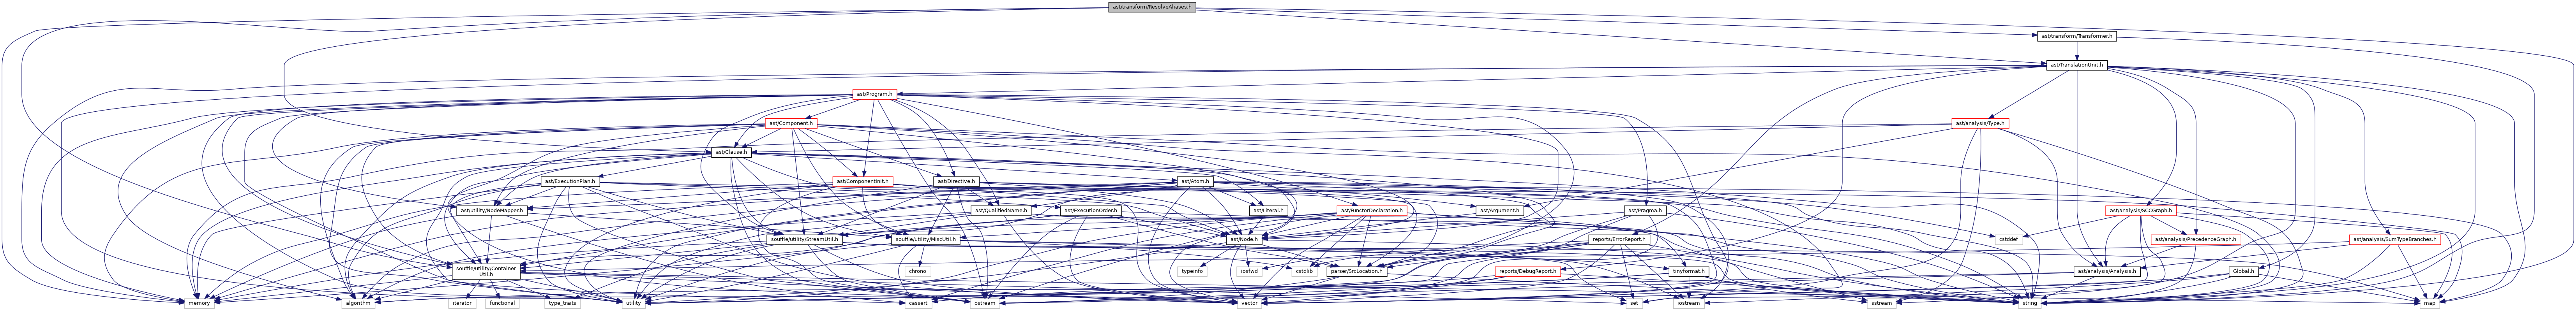 ast/transform/ResolveAliases.h
ast/transform/Transformer.h
ast/TranslationUnit.h
ast/Program.h
ast/Component.h
ast/analysis/Type.h
ast/Clause.h
ast/ExecutionPlan.h
ast/ComponentInit.h
ast/Directive.h
ast/Atom.h
ast/utility/NodeMapper.h
ast/QualifiedName.h
ast/ExecutionOrder.h
ast/Literal.h
ast/FunctorDeclaration.h
ast/Argument.h
ast/Pragma.h
ast/analysis/SCCGraph.h
souffle/utility/StreamUtil.h
souffle/utility/MiscUtil.h
ast/Node.h
reports/ErrorReport.h
cstddef
ast/analysis/PrecedenceGraph.h
ast/analysis/SumTypeBranches.h
souffle/utility/Container
Util.h
chrono
typeinfo
iosfwd
cstdlib
parser/SrcLocation.h
reports/DebugReport.h
tinyformat.h
ast/analysis/Analysis.h
Global.h
memory
algorithm
iterator
functional
type_traits
utility
cassert
ostream
vector
set
iostream
sstream
string
map